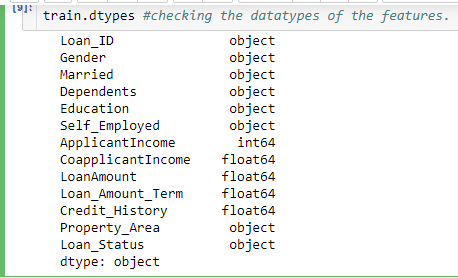 [9]: train.dtypes #checking the datatypes of the features.
Loan_ID object
Gender object
Married object
Dependents object
Education object
Self_Employed object
ApplicantIncome int64
CoapplicantIncome float64
LoanAmount float64
Loan_Amount_Term float64
Credit_History float64
Property_Area object
Loan_Status object
dtype: object